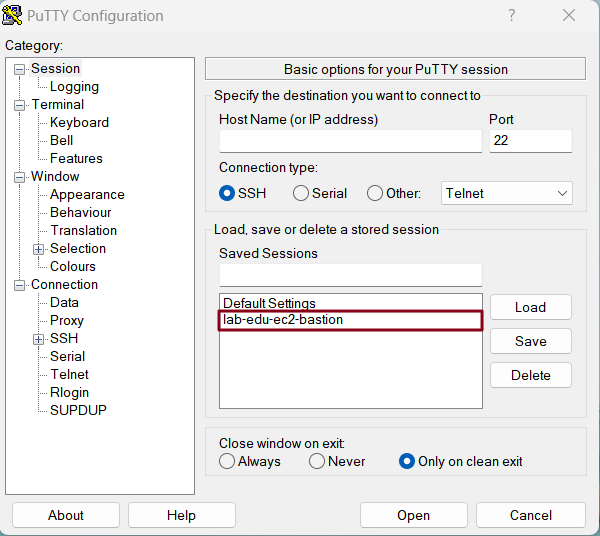 PuTTY Configuration
Category:
Session
Logging
Terminal
Keyboard
Bell
Features
Window
Appearance
Behaviour
Translation
Selection
Colours
Connection
Data
Proxy
SSH
Serial
Telnet
Rlogin
SUPDUP
Basic options for your PuTTY session
Specify the destination you want to connect to
Host Name (or IP address) Port
22
Connection type:
SSH Serial Other: Telnet
Load, save or delete a stored session
Saved Sessions
Default Settings
lab-edu-ec2-bastion
Load
Save
Delete
Close window on exit:
Always Never Only on clean exit
About Help Open Cancel